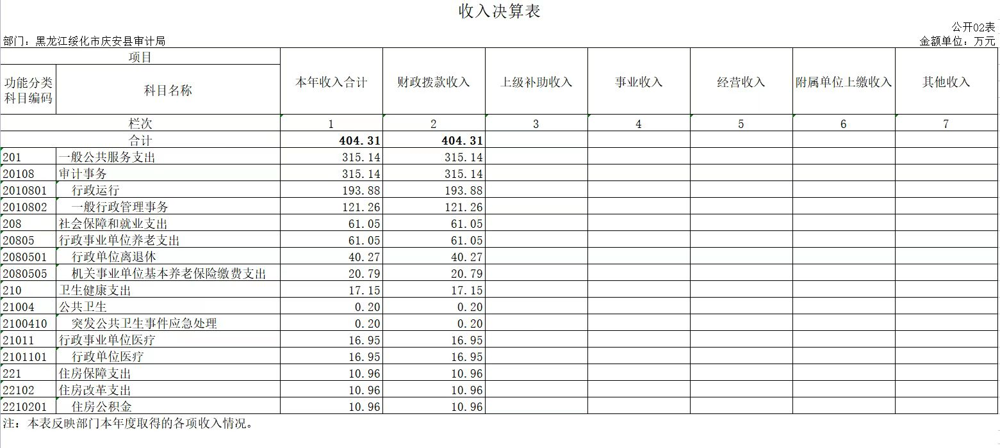 收入决算表
公开02表
部门：黑龙江绥化市庆安县审计局 金额单位：万元
项目 本年收入合计 财政拨款收入 上级补助收入 事业收入 经营收入 附属单位上缴收入 其他收入
功能分类科目编码 科目名称
栏次 1 2 3 4 5 6 7
合计 404.31 404.31
201 一般公共服务支出 315.14 315.14
20108 审计事务 315.14 315.14
2010801 行政运行 193.88 193.88
2010802 一般行政管理事务 121.26 121.26
208 社会保障和就业支出 61.05 61.05
20805 行政事业单位养老支出 61.05 61.05
2080501 行政单位离退休 40.27 40.27
2080505 机关事业单位基本养老保险缴费支出 20.79 20.79
210 卫生健康支出 17.15 17.15
21004 公共卫生 0.20 0.20
2100410 突发公共卫生事件应急处理 0.20 0.20
21011 行政事业单位医疗 16.95 16.95
2101101 行政单位医疗 16.95 16.95
221 住房保障支出 10.96 10.96
22102 住房改革支出 10.96 10.96
2210201 住房公积金 10.96 10.96
注：本表反映部门本年度取得的各项收入情况。